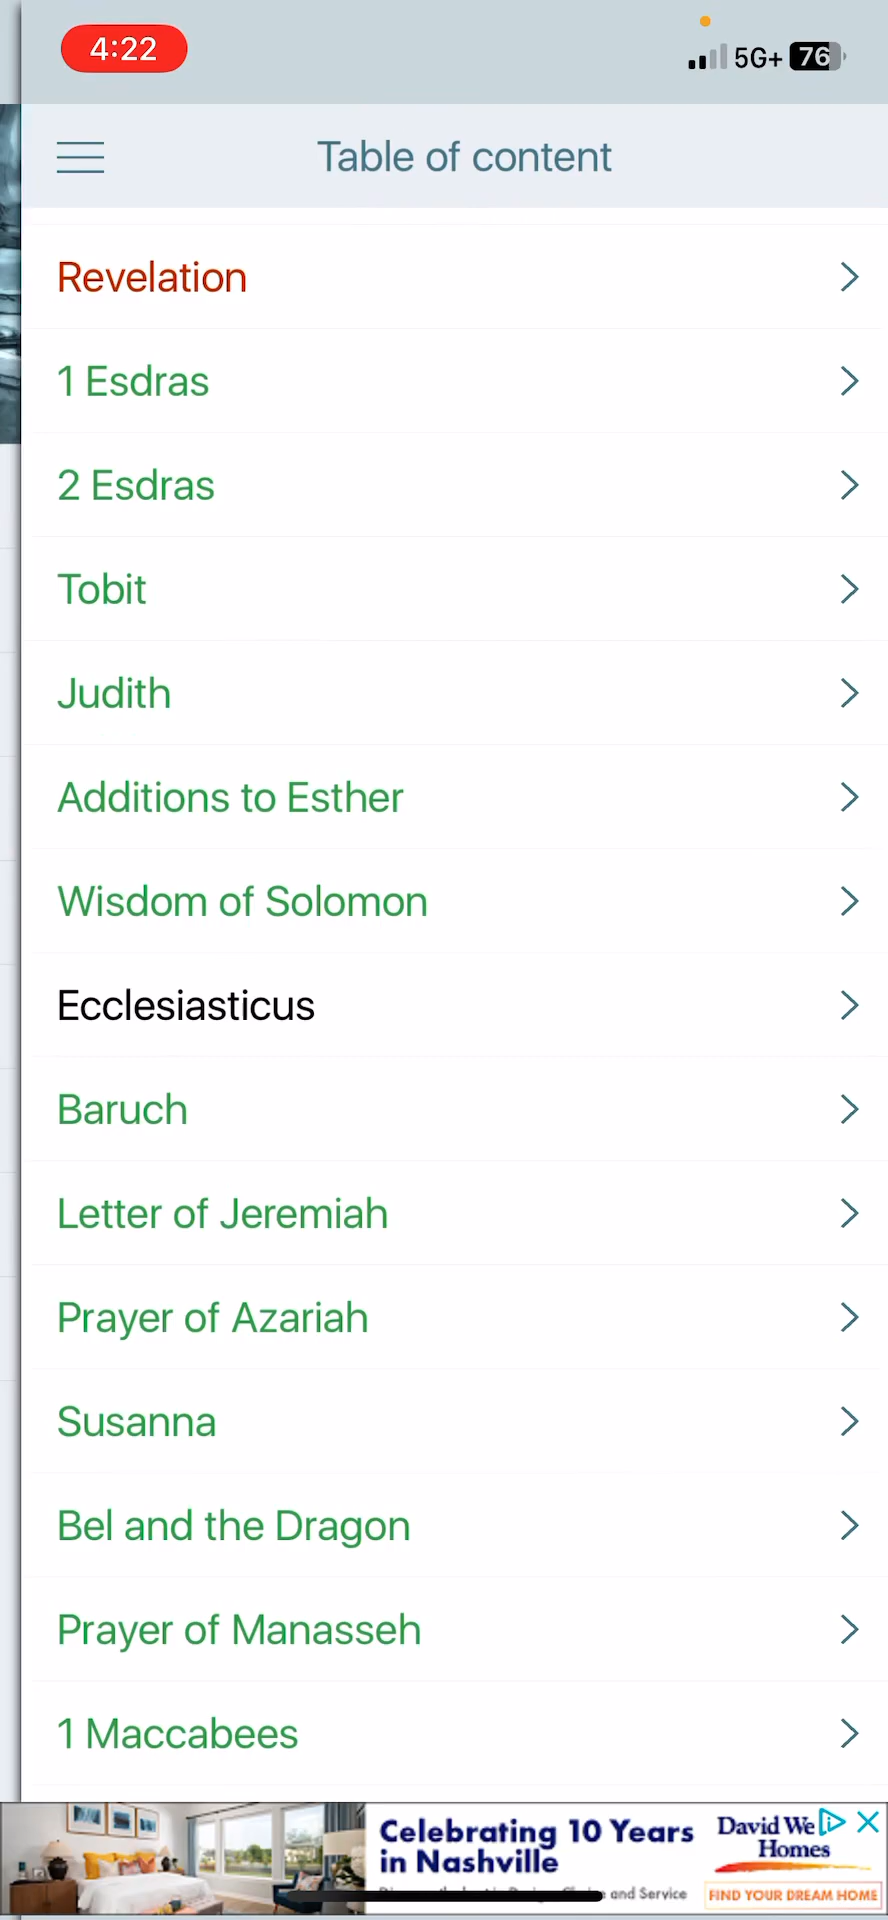 4:22
5G+ 76
Table of content
Revelation
1 Esdras
2 Esdras
Tobit
Judith
Additions to Esther
Wisdom of Solomon
Ecclesiasticus
Baruch
Letter of Jeremiah
Prayer of Azariah
Susanna
Bel and the Dragon
Prayer of Manasseh
1 Maccabees
Celebrating 10 Years
in Nashville
and Service
David We
Homes
FIND YOUR DREAM HOME